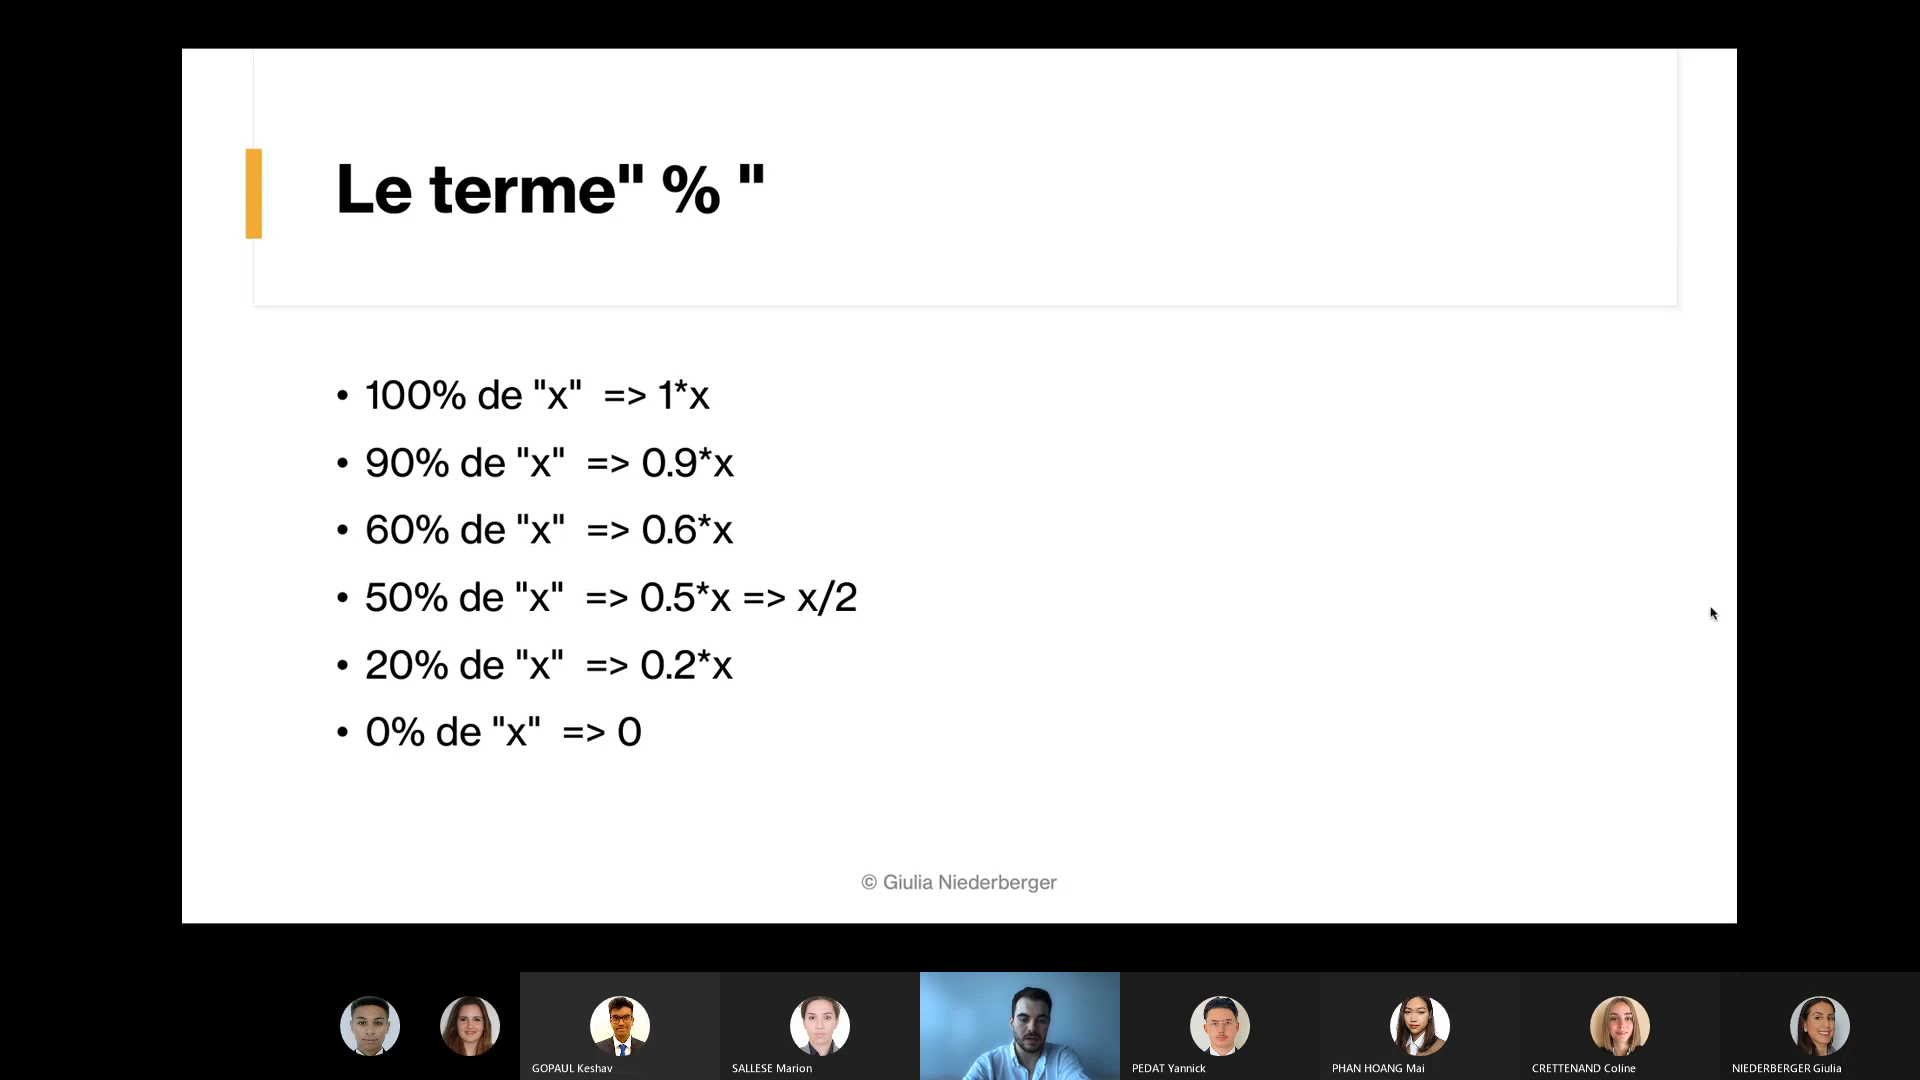 Le terme" % "
• 100% de "x" => 1*x
• 90% de "x" => 0.9*x
• 60% de "x" => 0.6*x
• 50% de "x" => 0.5*x => x/2
• 20% de "x" => 0.2*x
• 0% de "x" => 0
© Giulia Niederberger
GOPAUL Keshav
SALLESE Marion
PEDAT Yannick
PHAN HOANG Mai
CRETTENAND Coline
NIEDERBERGER Giulia